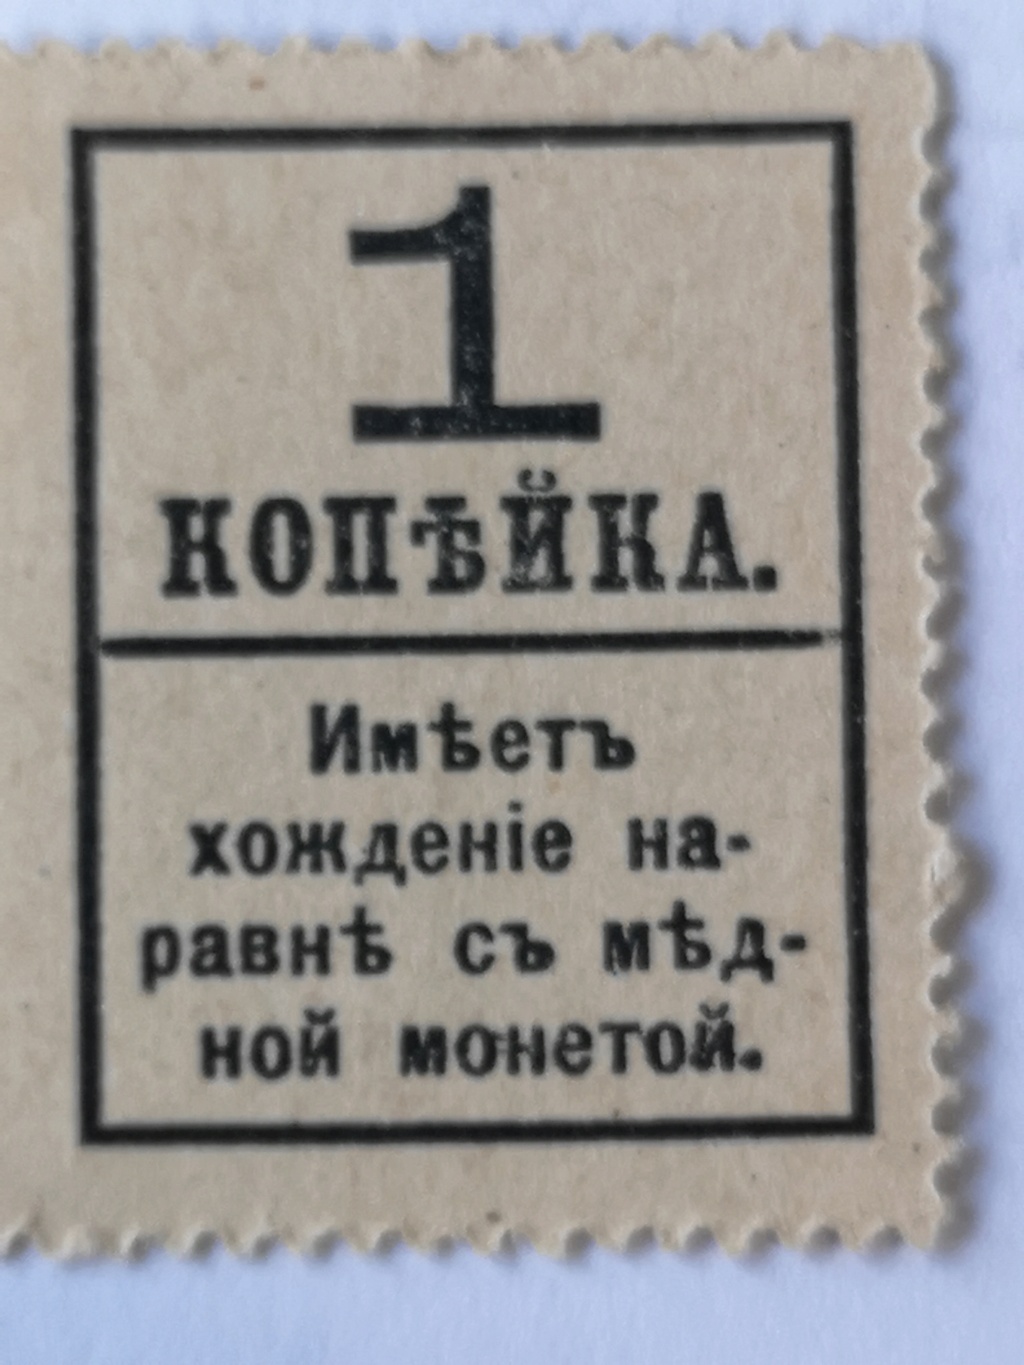 1
КОПѢЙКА.
Имѣетъ
хожденіе на-
равнѣ съ мѣд-
ной монетой.